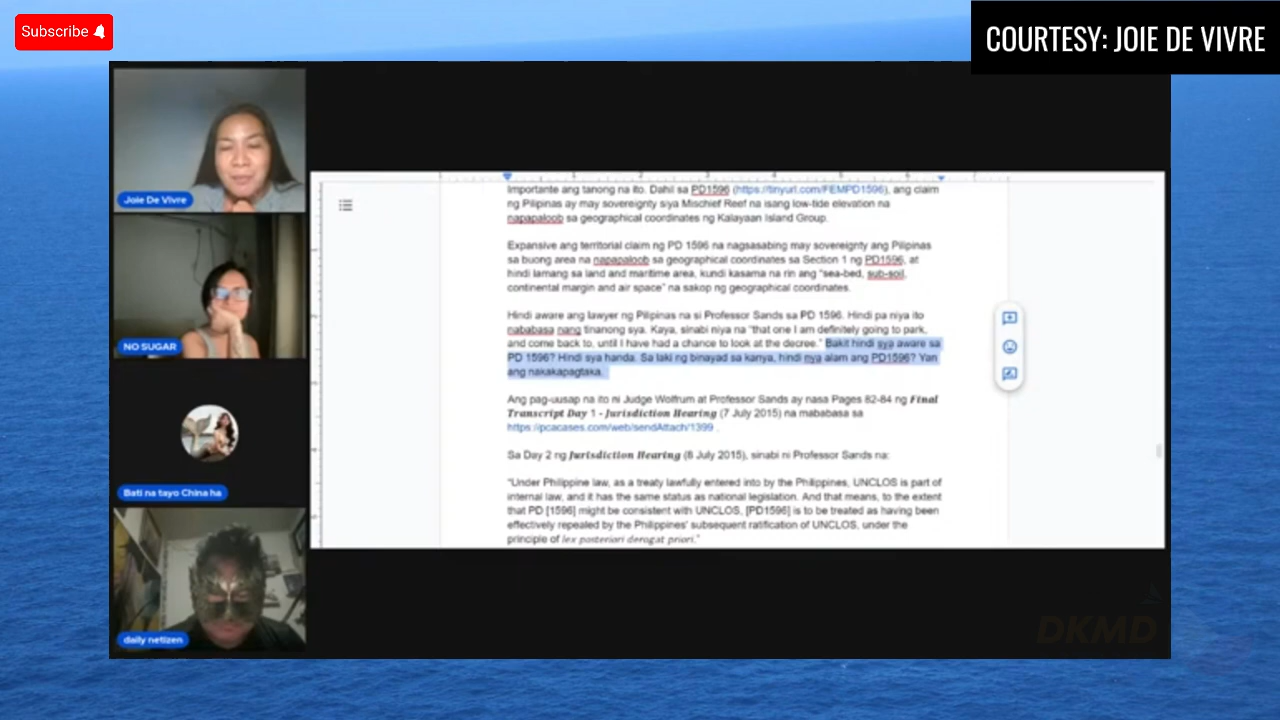 Subscribe
COURTESY: JOIE DE VIVRE
Joie De Vivre
NO SUGAR
Bati na tayo China ha
daily netizen
Importante ang tanong na ito. Dahil sa PD1596 (https://tinyurl.com/FEMPD1596), ang claim
ng Pilipinas ay may sovereignty siya Mischief Reef na isang low-tide elevation na
napapaloob sa geographical coordinates ng Kalayaan Island Group.
Expansive ang territorial claim ng PD 1596 na nagsasabing may sovereignty ang Pilipinas
sa buong area na napapaloob sa geographical coordinates sa Section 1 ng PD1596, at
hindi lamang sa land and maritime area, kundi kasama na rin ang “sea-bed, sub-soil,
continental margin and air space” na sakop ng geographical coordinates.
Hindi aware ang lawyer ng Pilipinas na si Professor Sands sa PD 1596. Hindi pa niya ito
nababasa nang tinanong sya. Kaya, sinabi niya na “that one I am definitely going to park,
and come back to, until I have had a chance to look at the decree.” Bakit hindi sya aware sa
PD 1596? Hindi sya handa. Sa laki ng binayad sa kanya, hindi nya alam ang PD1596? Yan
ang nakakapagtaka.
Ang pag-uusap na ito ni Judge Wolfrum at Professor Sands ay nasa Pages 82-84 ng Final
Transcript Day 1 - Jurisdiction Hearing (7 July 2015) na mababasa sa
https://pcacases.com/web/sendAttach/1399 .
Sa Day 2 ng Jurisdiction Hearing (8 July 2015), sinabi ni Professor Sands na:
“Under Philippine law, as a treaty lawfully entered into by the Philippines, UNCLOS is part of
internal law, and it has the same status as national legislation. And that means, to the extent
that PD [1596] might be consistent with UNCLOS, [PD1596] is to be treated as having been
effectively repealed by the Philippines' subsequent ratification of UNCLOS, under the
principle of lex posteriori derogat priori.”
DKMD